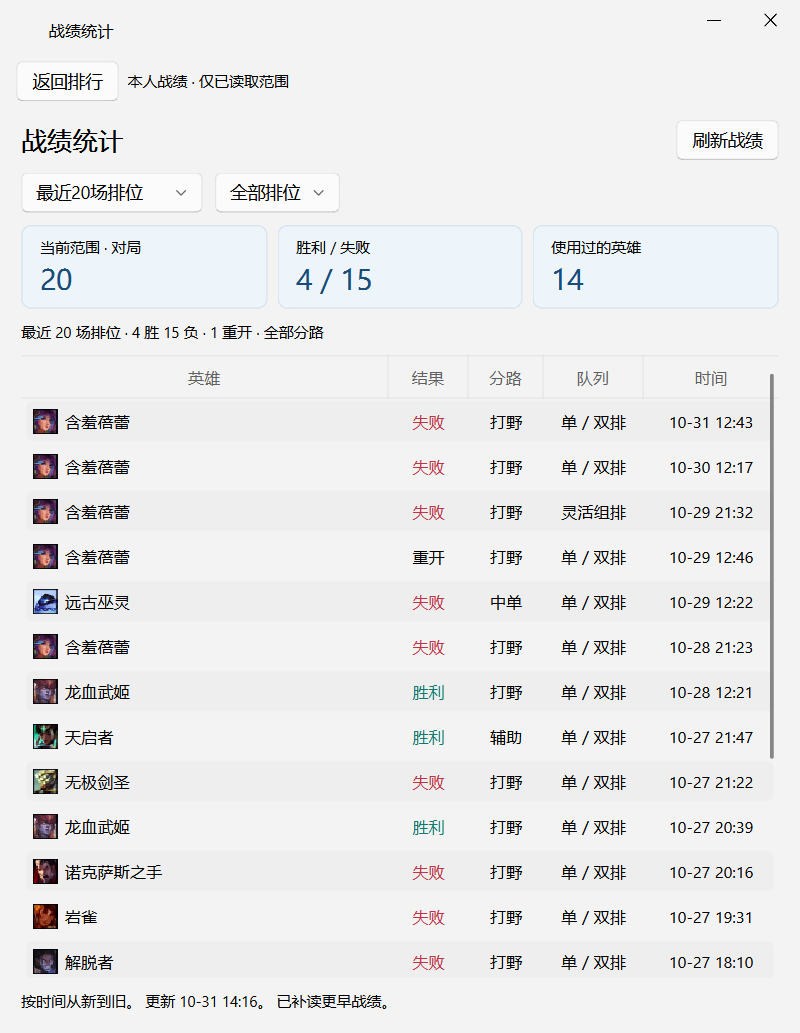 战绩统计
返回排行 本人战绩 · 仅已读取范围
战绩统计 刷新战绩
最近20场排位 全部排位
当前范围 · 对局 胜利 / 失败 使用过的英雄
20 4 / 15 14
最近 20 场排位 · 4 胜 15 负 · 1 重开 · 全部分路
英雄 结果 分路 队列 时间
含羞蓓蕾 失败 打野 单 / 双排 10-31 12:43
含羞蓓蕾 失败 打野 单 / 双排 10-30 12:17
含羞蓓蕾 失败 打野 灵活组排 10-29 21:32
含羞蓓蕾 重开 打野 单 / 双排 10-29 12:46
远古巫灵 失败 中单 单 / 双排 10-29 12:22
含羞蓓蕾 失败 打野 单 / 双排 10-28 21:23
龙血武姬 胜利 打野 单 / 双排 10-28 12:21
天启者 胜利 辅助 单 / 双排 10-27 21:47
无极剑圣 失败 打野 单 / 双排 10-27 21:22
龙血武姬 胜利 打野 单 / 双排 10-27 20:39
诺克萨斯之手 失败 打野 单 / 双排 10-27 20:16
岩雀 失败 打野 单 / 双排 10-27 19:31
解脱者 失败 打野 单 / 双排 10-27 18:10
按时间从新到旧。 更新 10-31 14:16。 已补读更早战绩。